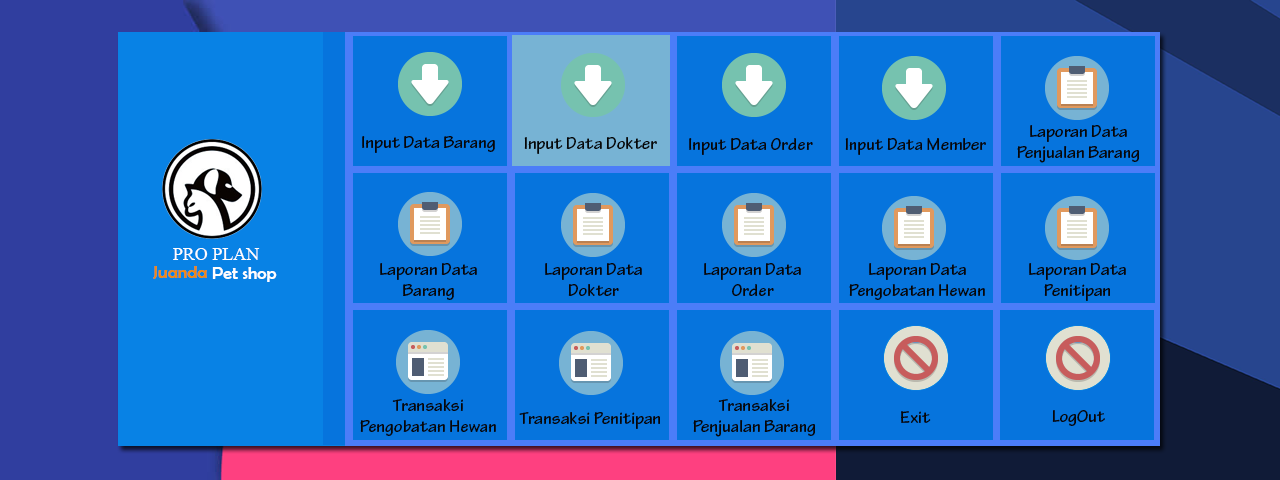 PRO PLAN
Juanda Pet shop
Input Data Barang
Input Data Dokter
Input Data Order
Input Data Member
Laporan Data
Penjualan Barang
Laporan Data
Barang
Laporan Data
Dokter
Laporan Data
Order
Laporan Data
Pengobatan Hewan
Laporan Data
Penitipan
Transaksi
Pengobatan Hewan
Transaksi Penitipan
Transaksi
Penjualan Barang
Exit
LogOut